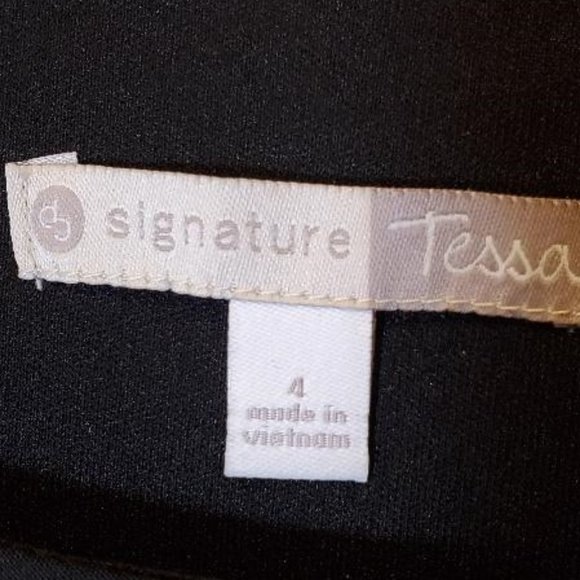 signature Tessa
4
made in
vietnam